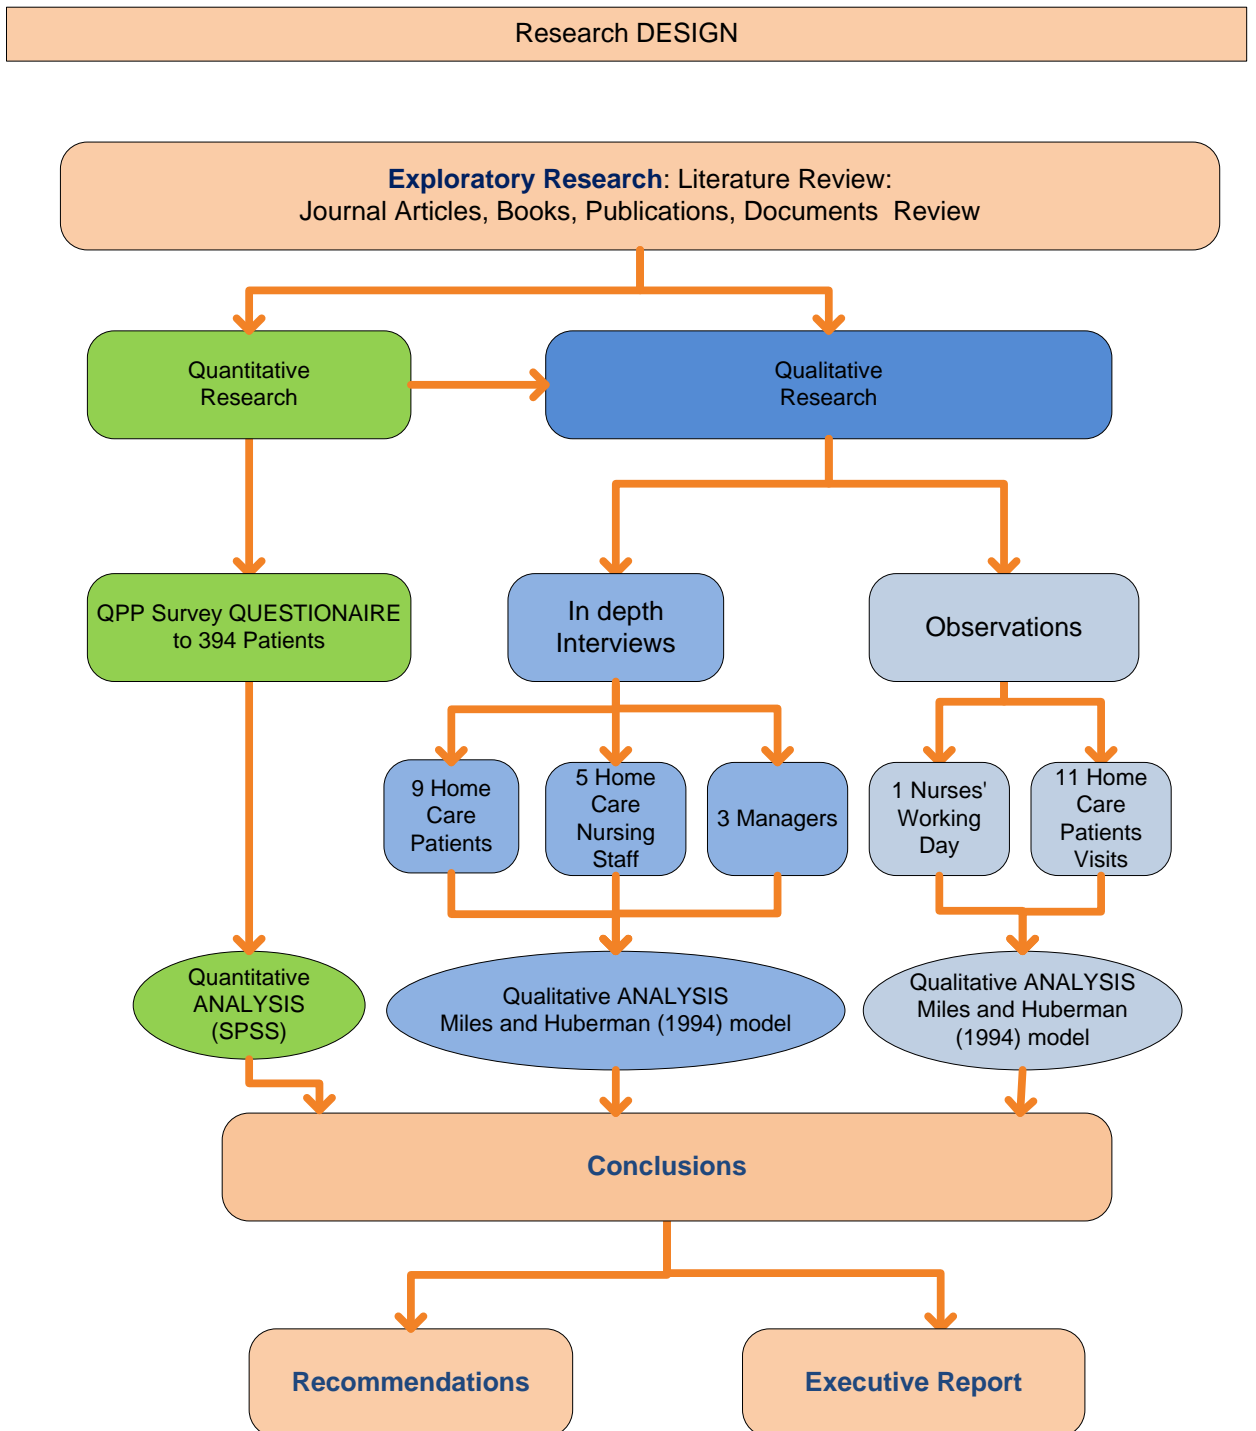 Research DESIGN
Exploratory Research: Literature Review:
Journal Articles, Books, Publications, Documents Review
Quantitative
Research
Qualitative
Research
QPP Survey QUESTIONAIRE
to 394 Patients
In depth
Interviews
Observations
9 Home
Care
Patients
5 Home
Care
Nursing
Staff
3 Managers
1 Nurses'
Working
Day
11 Home
Care
Patients
Visits
Quantitative
ANALYSIS
(SPSS)
Qualitative ANALYSIS
Miles and Huberman (1994) model
Qualitative ANALYSIS
Miles and Huberman
(1994) model
Conclusions
Recommendations
Executive Report